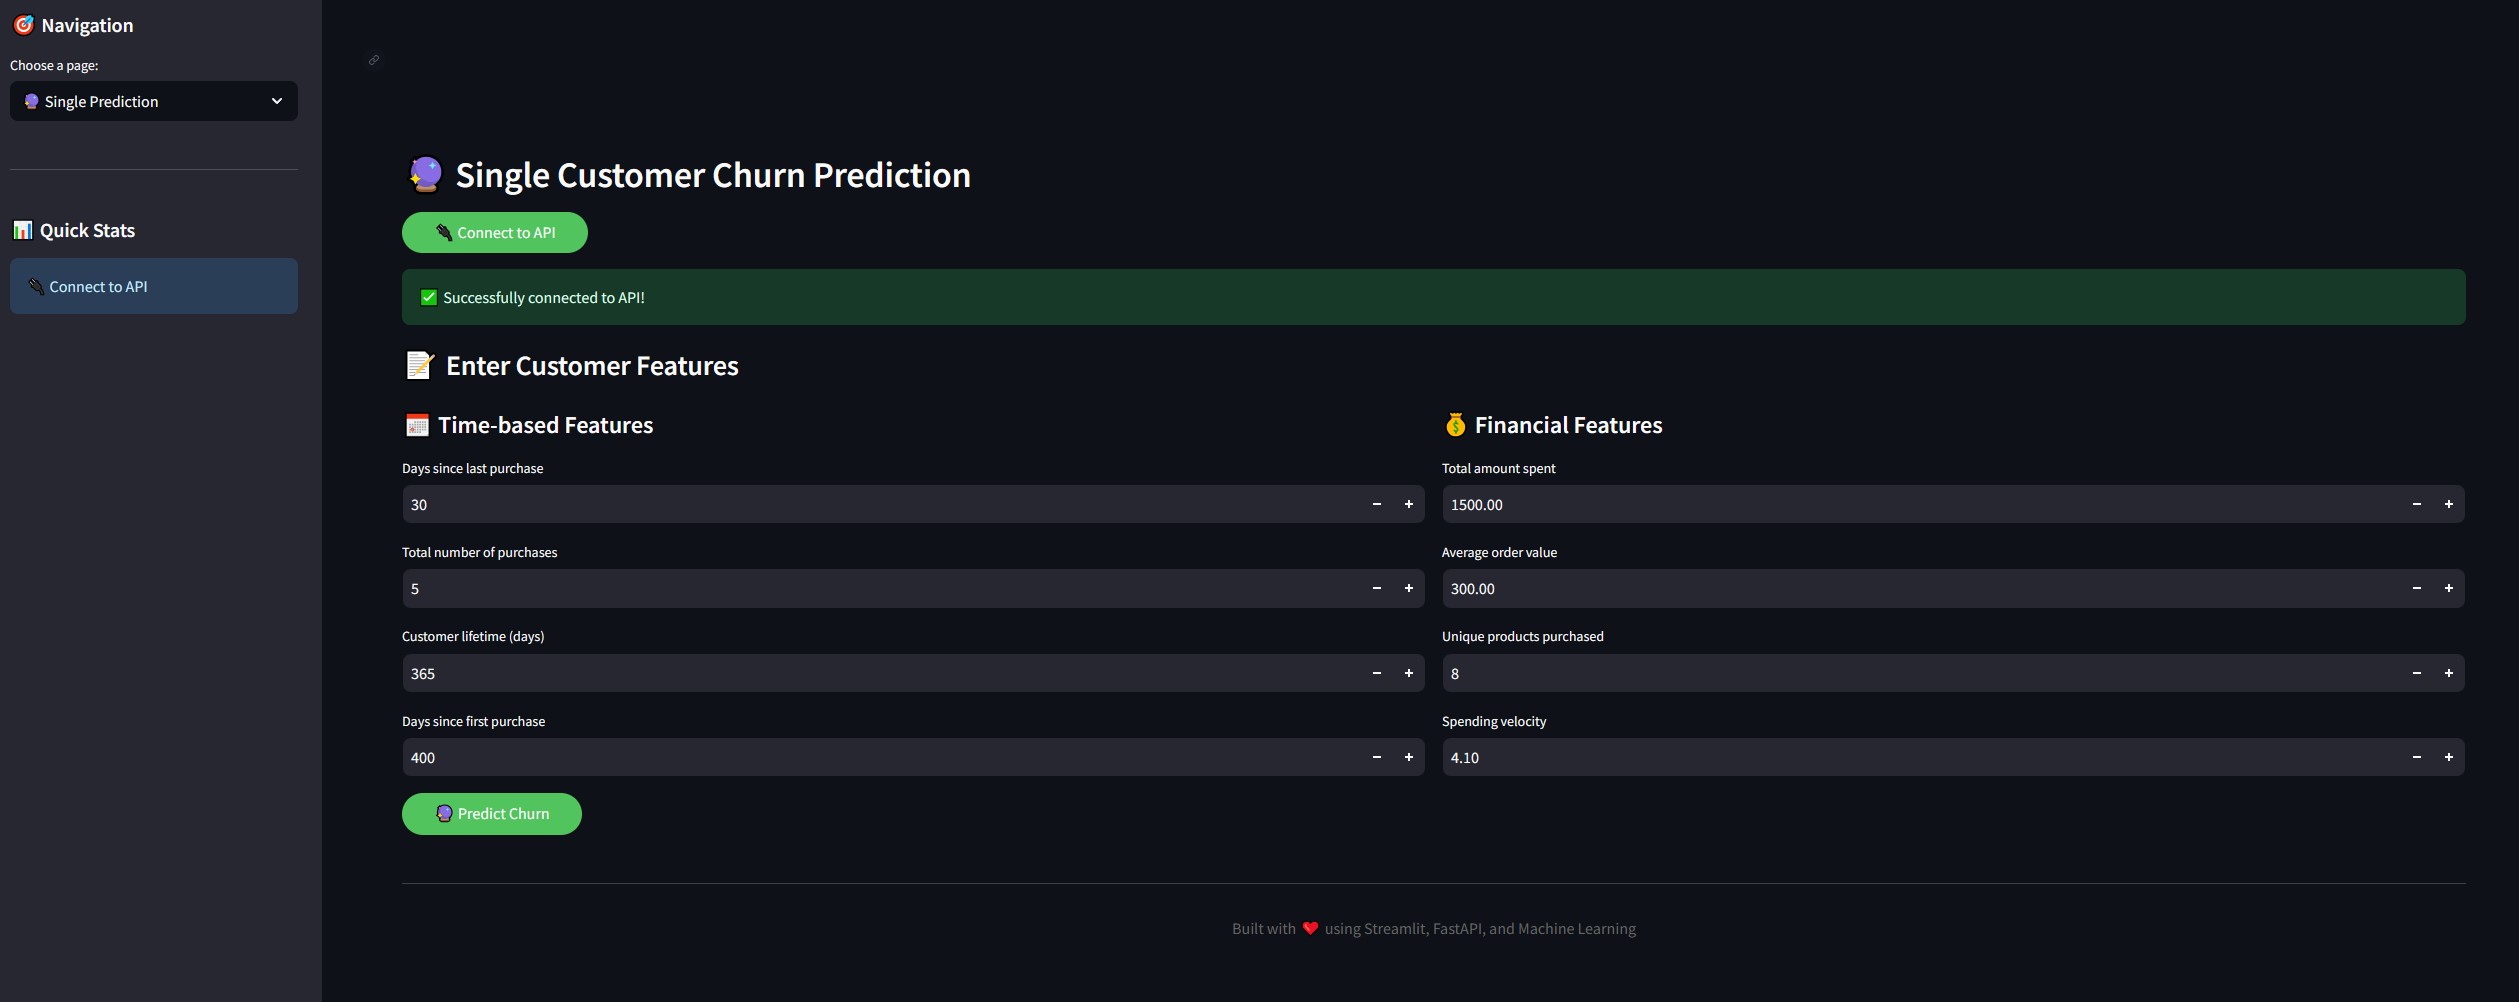 🎯 Navigation
Choose a page:
🔮 Single Prediction
📊 Quick Stats
🔌 Connect to API
🔮 Single Customer Churn Prediction
🔌 Connect to API
✅ Successfully connected to API!
📝 Enter Customer Features
📅 Time-based Features
Days since last purchase
30
Total number of purchases
5
Customer lifetime (days)
365
Days since first purchase
400
💰 Financial Features
Total amount spent
1500.00
Average order value
300.00
Unique products purchased
8
Spending velocity
4.10
🔮 Predict Churn
Built with ❤️ using Streamlit, FastAPI, and Machine Learning